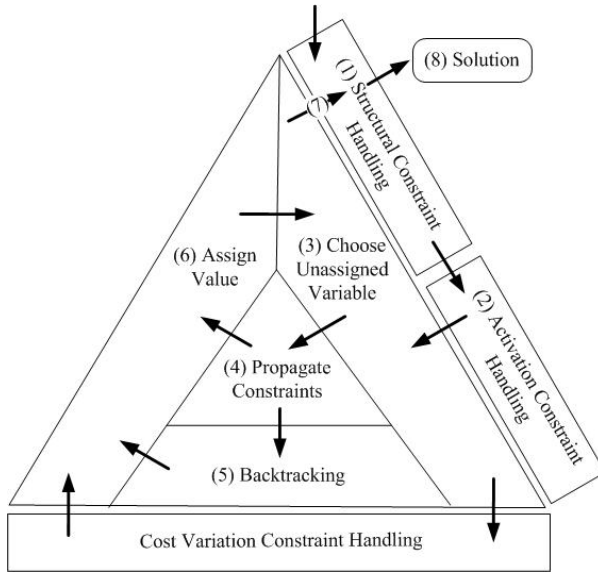 (8) Solution
(7)
(1) Structural Constraint
Handling
(6) Assign
Value
(3) Choose
Unassigned
Variable
(2) Activation Constraint
Handling
(4) Propagate
Constraints
(5) Backtracking
Cost Variation Constraint Handling